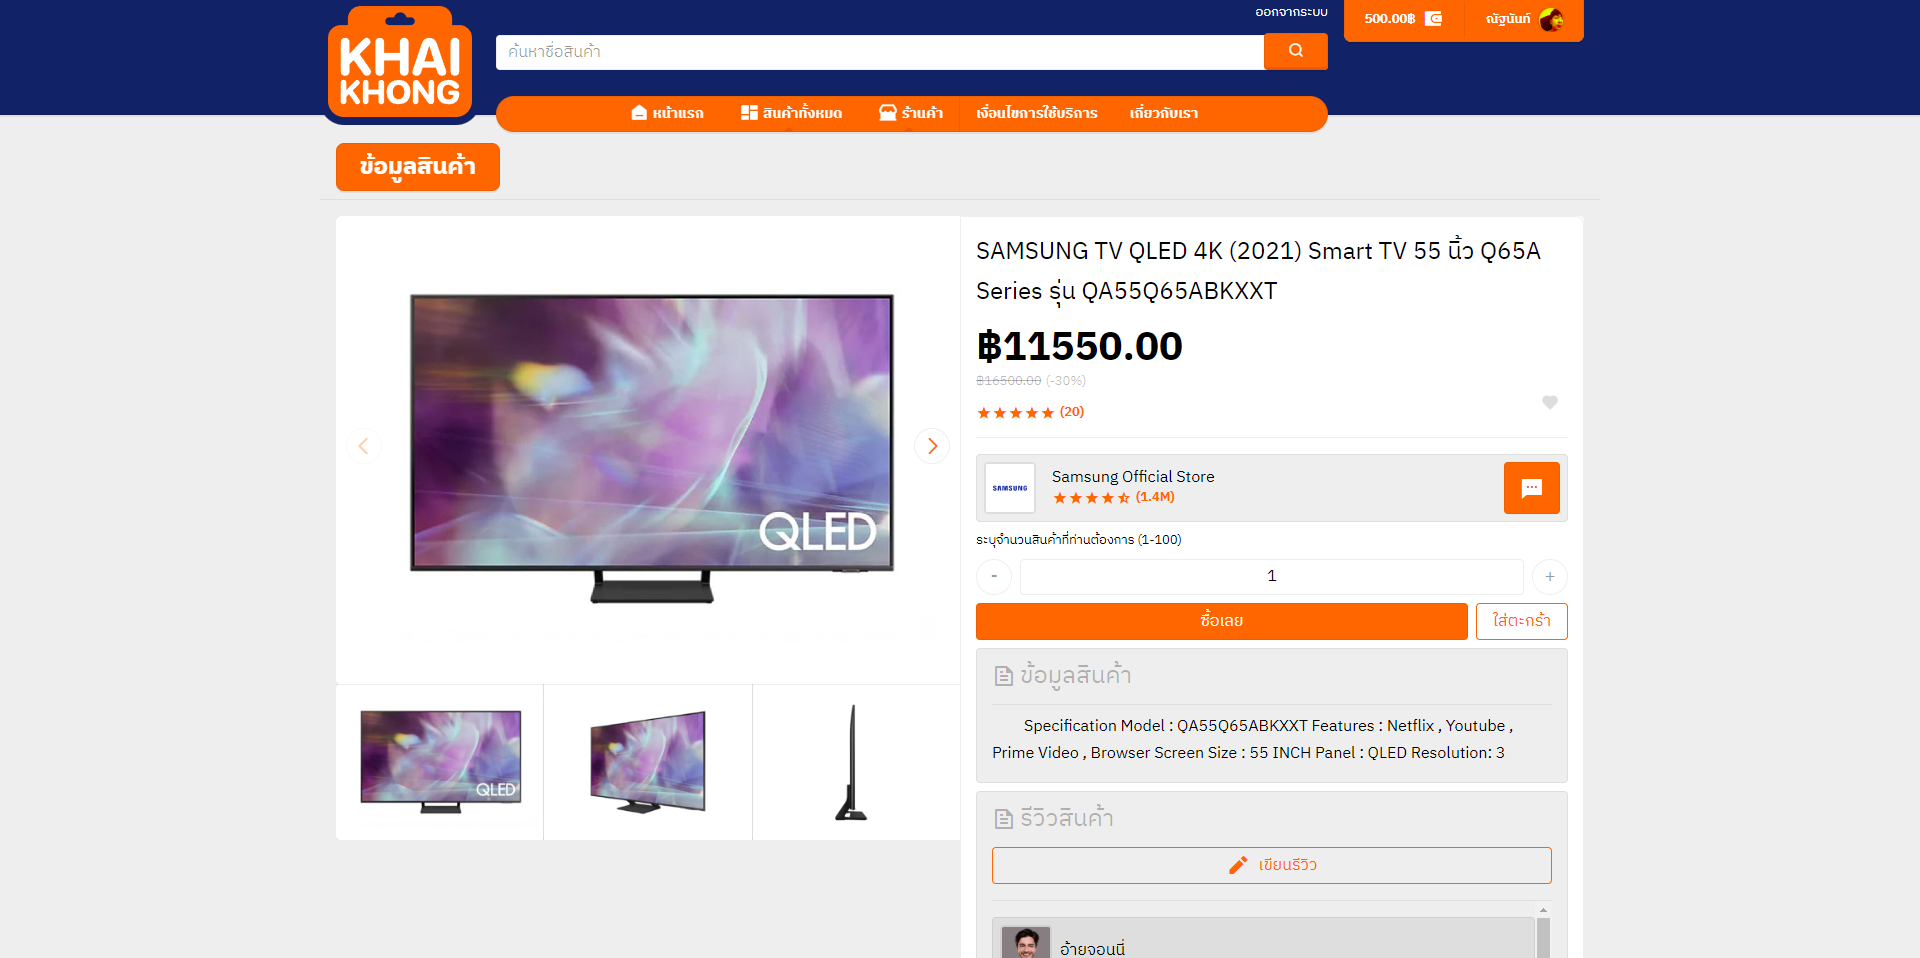 KHAI
KHONG
ออกจากระบบ
500.00฿
ณัฐนันท์
ค้นหาชื่อสินค้า
หน้าแรก
สินค้าทั้งหมด
ร้านค้า
เงื่อนไขการใช้บริการ
เกี่ยวกับเรา
ข้อมูลสินค้า
QLED
QLED
SAMSUNG TV QLED 4K (2021) Smart TV 55 นิ้ว Q65A
Series รุ่น QA55Q65ABKXXT
฿11550.00
฿16500.00 (-30%)
(20)
SAMSUNG
Samsung Official Store
(1.4M)
ระบุจำนวนสินค้าที่ท่านต้องการ (1-100)
-
1
+
ซื้อเลย
ใส่ตะกร้า
ข้อมูลสินค้า
Specification Model : QA55Q65ABKXXT Features : Netflix , Youtube ,
Prime Video , Browser Screen Size : 55 INCH Panel : QLED Resolution: 3
รีวิวสินค้า
เขียนรีวิว
อ้ายจอนนี่